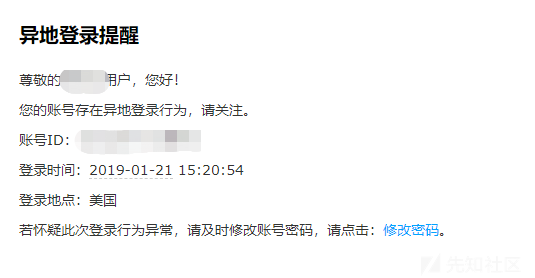 异地登录提醒
尊敬的用户，您好！
您的账号存在异地登录行为，请关注。
账号ID：
登录时间：2019-01-21 15:20:54
登录地点：美国
若怀疑此次登录行为异常，请及时修改账号密码，请点击：修改密码。
先知社区